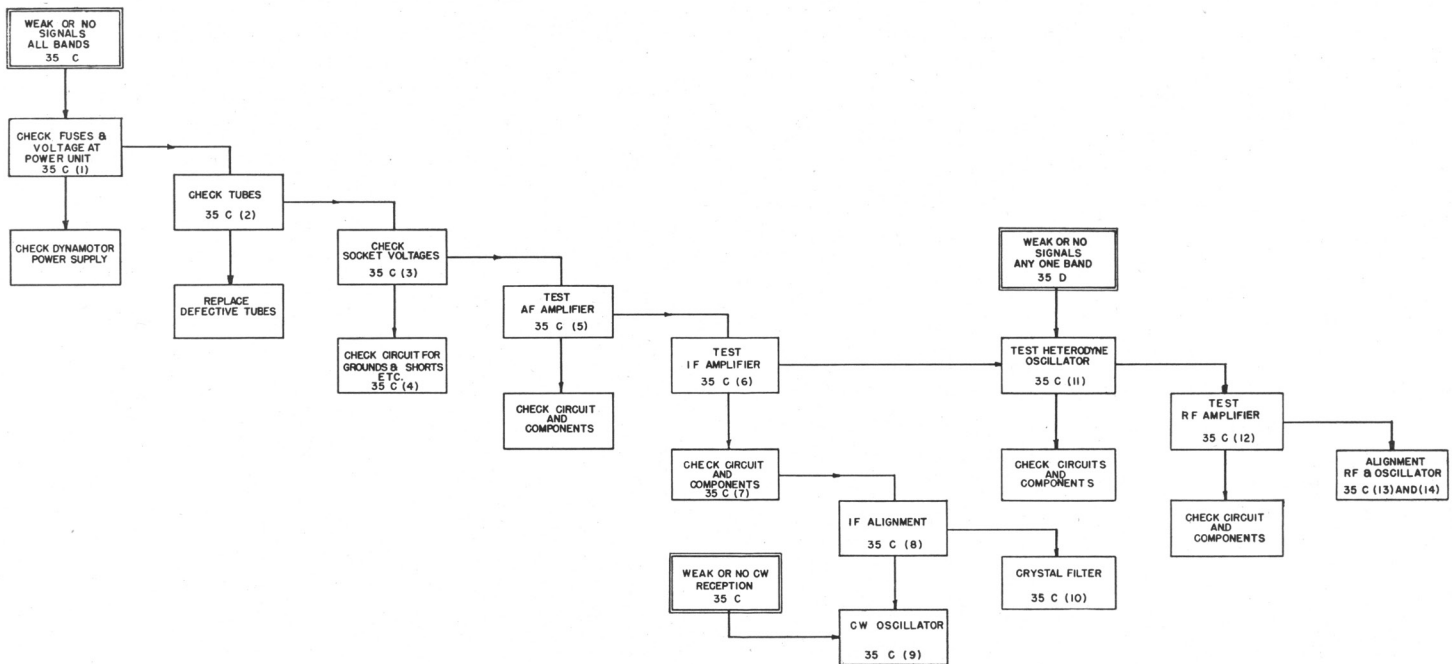 WEAK OR NO
SIGNALS
ALL BANDS
35 C
CHECK FUSES &
VOLTAGE AT
POWER UNIT
35 C (1)
CHECK DYNAMOTOR
POWER SUPPLY
CHECK TUBES
35 C (2)
REPLACE
DEFECTIVE TUBES
CHECK
SOCKET VOLTAGES
35 C (3)
CHECK CIRCUIT FOR
GROUNDS & SHORTS
ETC.
35 C (4)
TEST
AF AMPLIFIER
35 C (5)
CHECK CIRCUIT
AND
COMPONENTS
TEST
IF AMPLIFIER
35 C (6)
CHECK CIRCUIT
AND
COMPONENTS
35 C (7)
IF ALIGNMENT
35 C (8)
WEAK OR NO CW
RECEPTION
35 C
CW OSCILLATOR
35 C (9)
CRYSTAL FILTER
35 C (10)
WEAK OR NO
SIGNALS
ANY ONE BAND
35 D
TEST HETERODYNE
OSCILLATOR
35 C (11)
CHECK CIRCUITS
AND
COMPONENTS
TEST
RF AMPLIFIER
35 C (12)
CHECK CIRCUIT
AND
COMPONENTS
ALIGNMENT
RF & OSCILLATOR
35 C (13) AND (14)